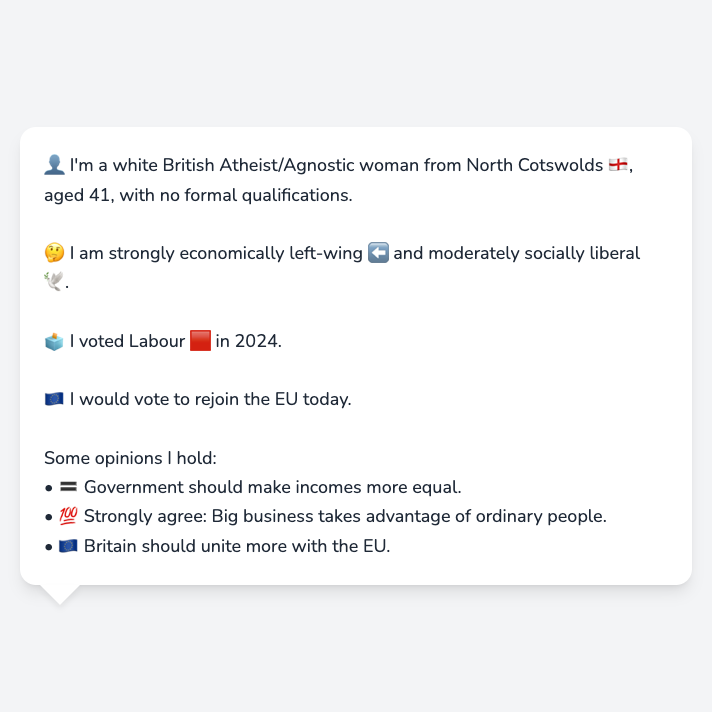 👤 I'm a white British Atheist/Agnostic woman from North Cotswolds 🏴󠁧󠁢󠁥󠁮󠁧󠁿,
aged 41, with no formal qualifications.
🤔 I am strongly economically left-wing ⬅️ and moderately socially liberal
🕊️.
🗳️ I voted Labour 🟥 in 2024.
🇪🇺 I would vote to rejoin the EU today.
Some opinions I hold:
• 🟰 Government should make incomes more equal.
• 💯 Strongly agree: Big business takes advantage of ordinary people.
• 🇪🇺 Britain should unite more with the EU.